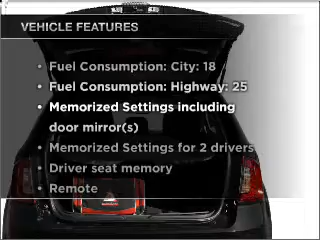 VEHICLE FEATURES
• Fuel Consumption: City: 18
• Fuel Consumption: Highway: 25
• Memorized Settings including
door mirror(s)
• Memorized Settings for 2 drivers
• Driver seat memory
• Remote